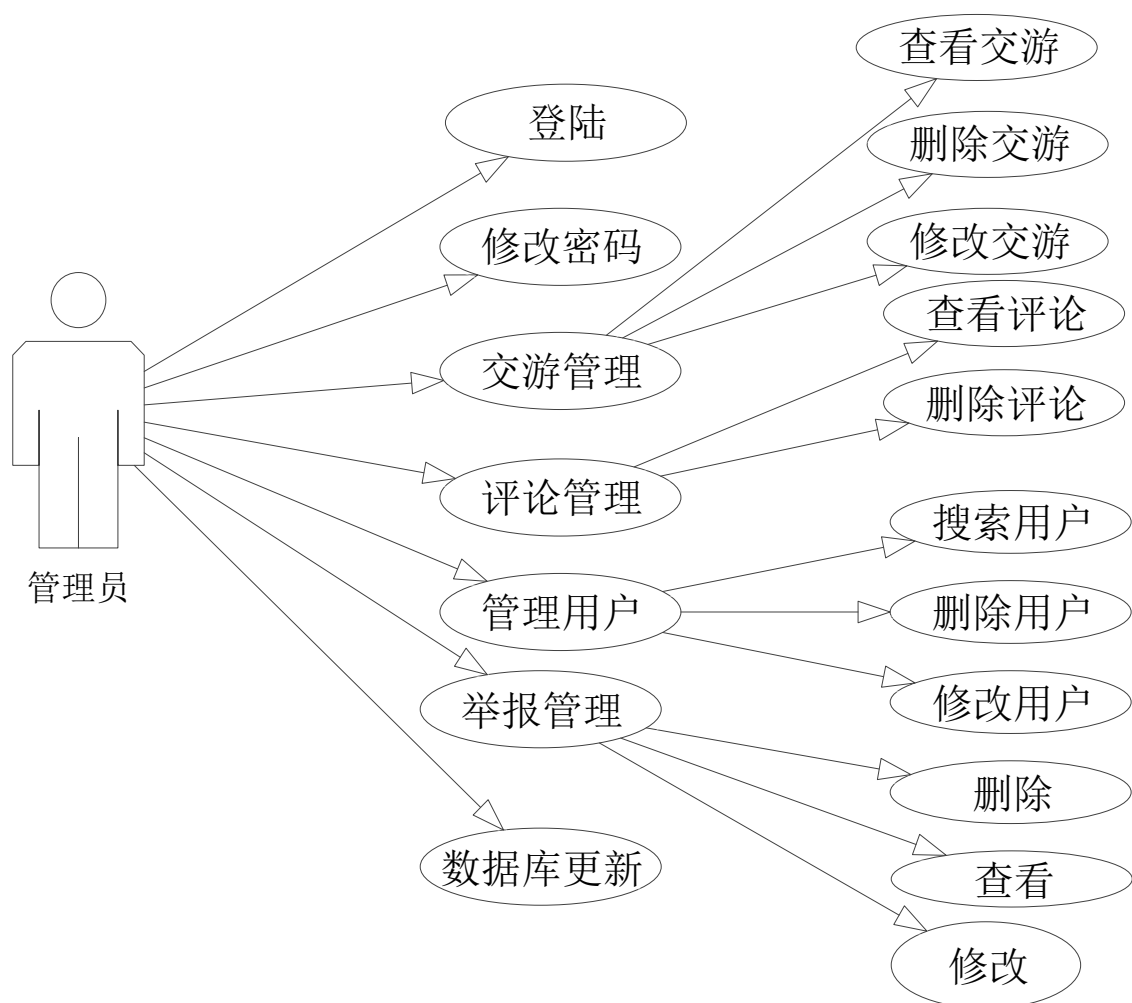 查看交游
登陆
删除交游
修改密码
修改交游
查看评论
交游管理
删除评论
评论管理
搜索用户
管理员
管理用户
删除用户
举报管理
修改用户
删除
数据库更新
查看
修改